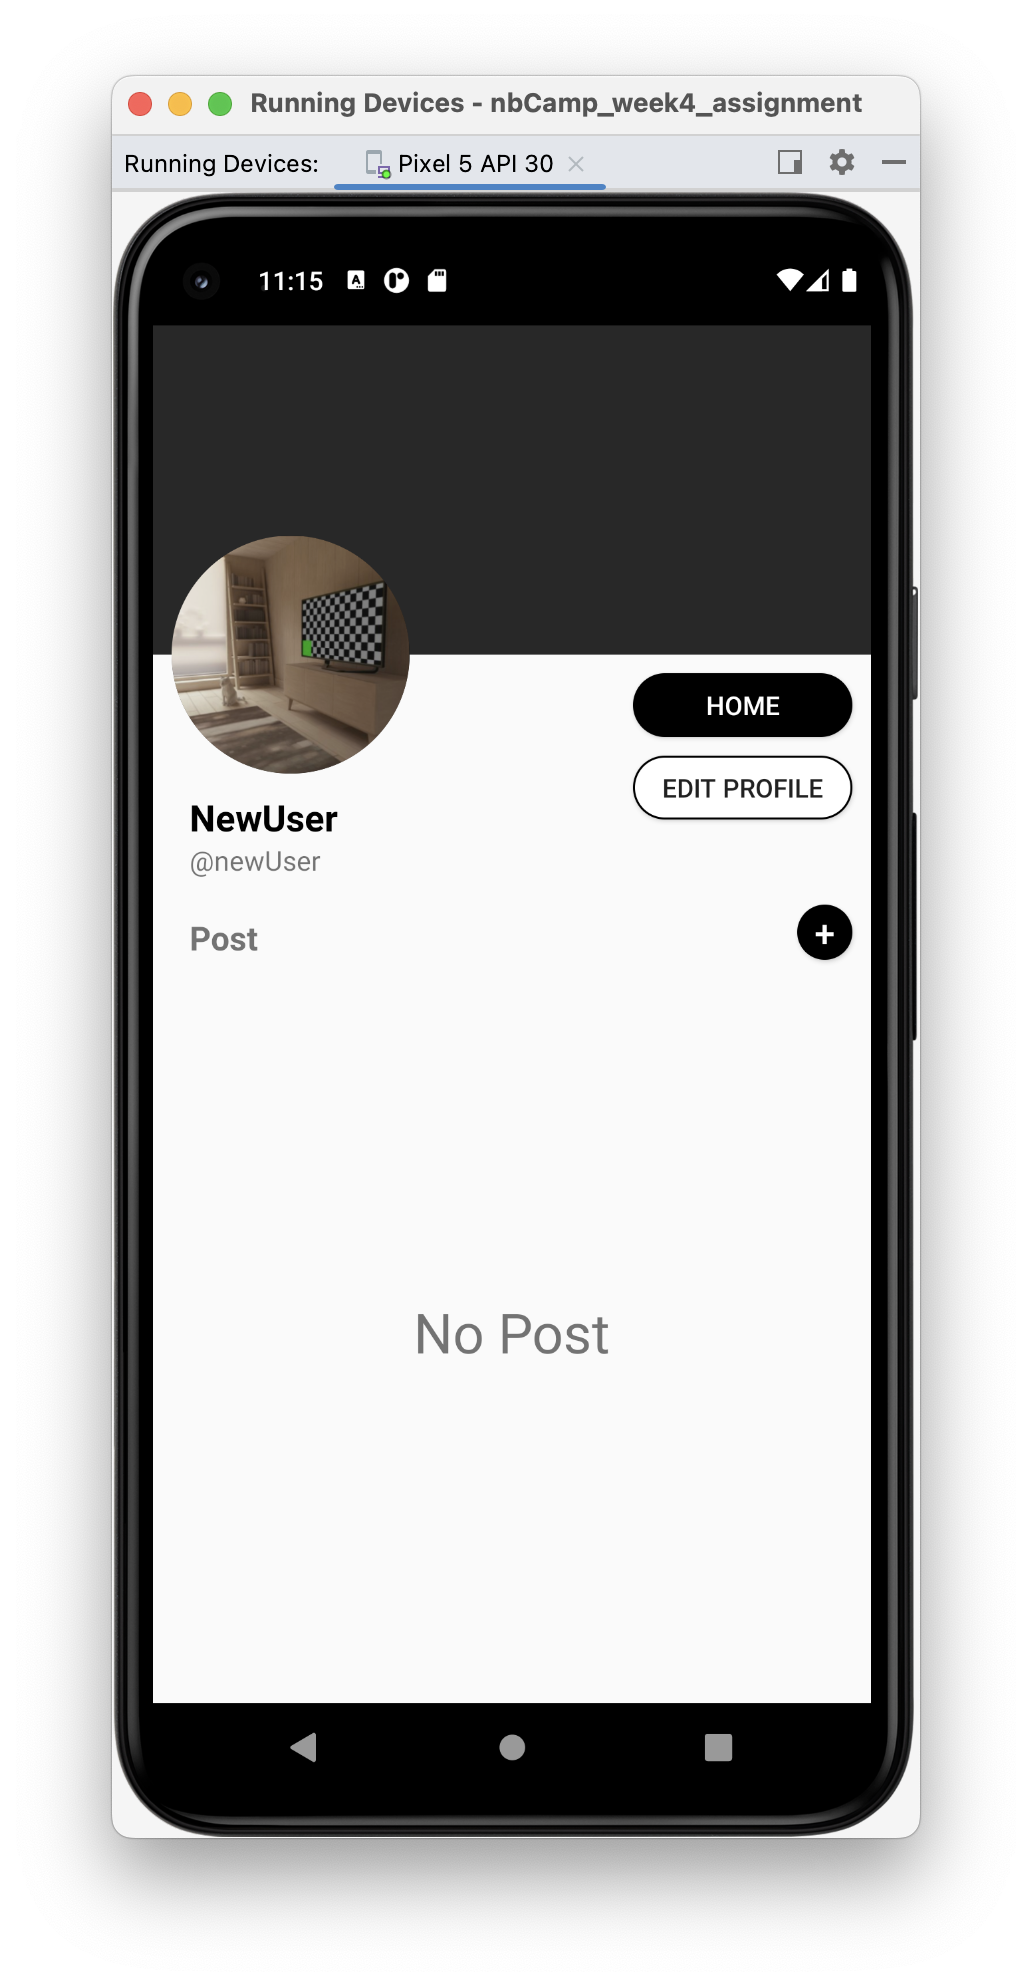 Running Devices - nbCamp_week4_assignment
Running Devices: Pixel 5 API 30
11:15 A
HOME
EDIT PROFILE
NewUser
@newUser
Post +
No Post